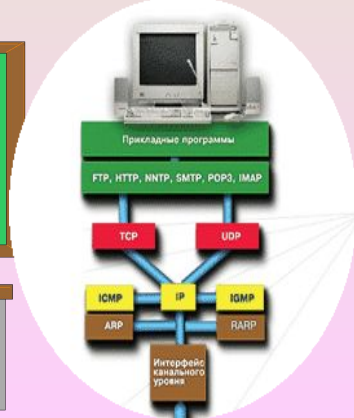 Прикладные программы
FTP, HTTP, NNTP, SMTP, POP3, IMAP
TCP UDP
ICMP IP IGMP
ARP RARP
Интерфейс
канального
уровня